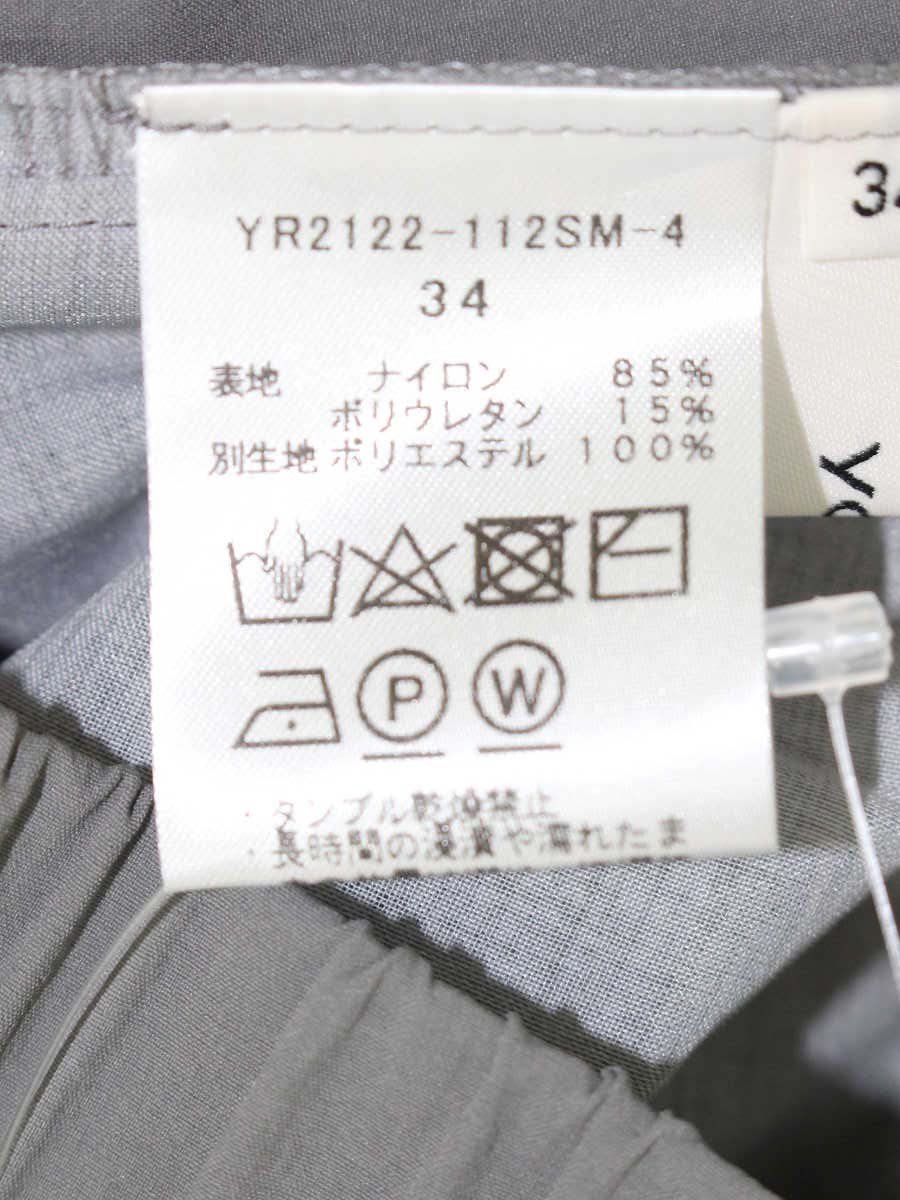 YR2122-112SM-4
34
表地 ナイロン 85%
ポリウレタン 15%
別生地 ポリエステル 100%
P W
・タンブル乾燥禁止
・長時間の浸漬や濡れたま
34
YO